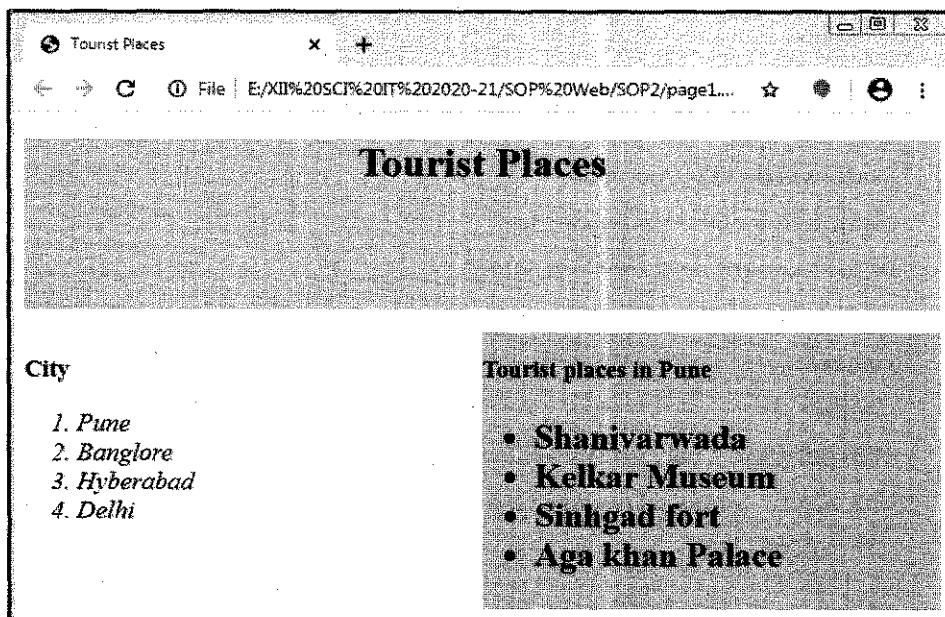 Tourist Places
File E:/XII%20SCI%20IT%202020-21/SOP%20Web/SOP2/page1....
Tourist Places
City
1. Pune
2. Banglore
3. Hyberabad
4. Delhi
Tourist places in Pune
• Shanivarwada
• Kelkar Museum
• Sinhgad fort
• Aga khan Palace